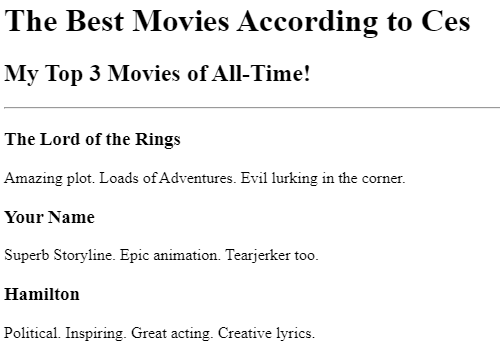 The Best Movies According to Ces
My Top 3 Movies of All-Time!
The Lord of the Rings
Amazing plot. Loads of Adventures. Evil lurking in the corner.
Your Name
Superb Storyline. Epic animation. Tearjerker too.
Hamilton
Political. Inspiring. Great acting. Creative lyrics.